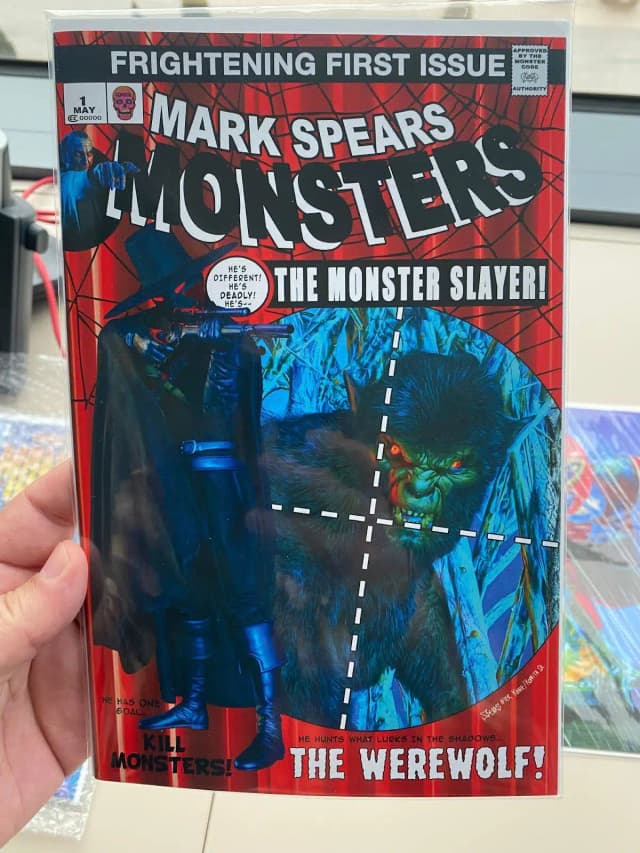 FRIGHTENING FIRST ISSUE
APPROVED
BY THE
MONSTER
CODE
AUTHORITY
1
MAY
MARK SPEARS
MONSTERS
HE'S
DIFFERENT!
HE'S
DEADLY!
HE'S--
THE MONSTER SLAYER!
HE HAS ONE
GOAL...
KILL
MONSTERS!
HE HUNTS WHAT LURKS IN THE SHADOWS...
THE WEREWOLF!